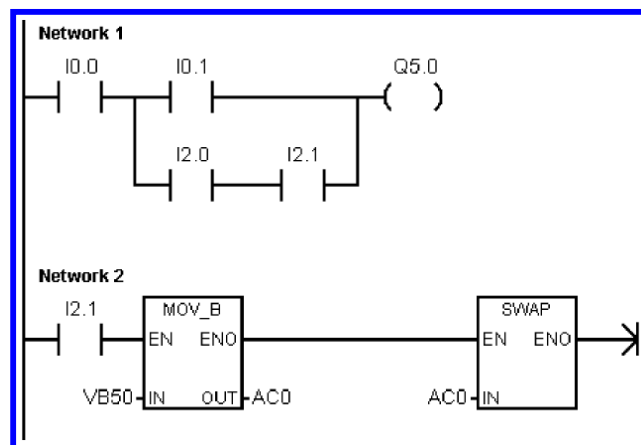 Network 1
I0.0 I0.1 Q5.0
I2.0 I2.1
Network 2
I2.1 MOV_B SWAP
EN ENO EN ENO
VB50 IN OUT AC0 AC0 IN